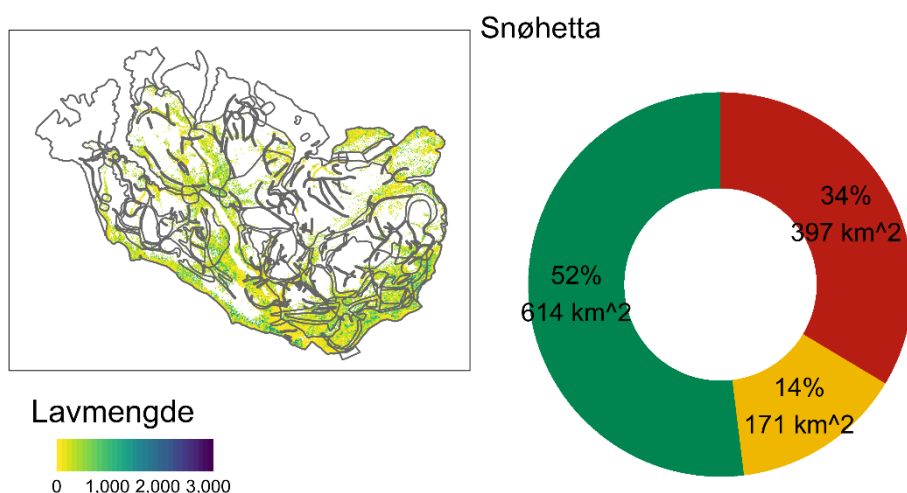 Snøhetta
34%
397 km^2
52%
614 km^2
14%
171 km^2
Lavmengde
0 1.000 2.000 3.000